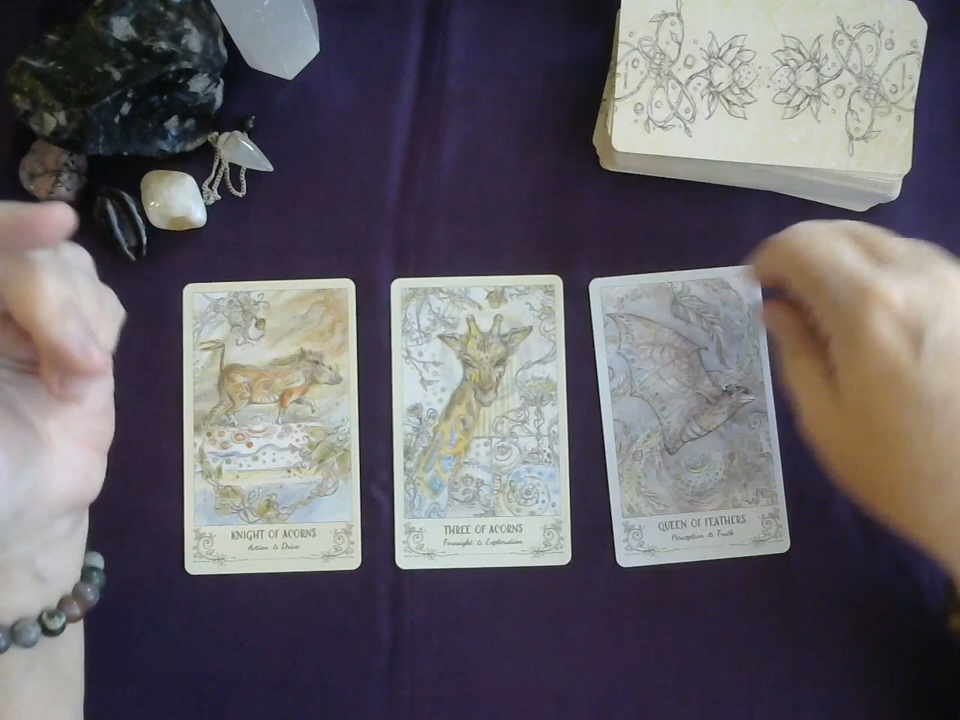 KNIGHT OF ACORNS
Action & Drive
THREE OF ACORNS
Foresight & Exploration
QUEEN OF FEATHERS
Perception & Truth